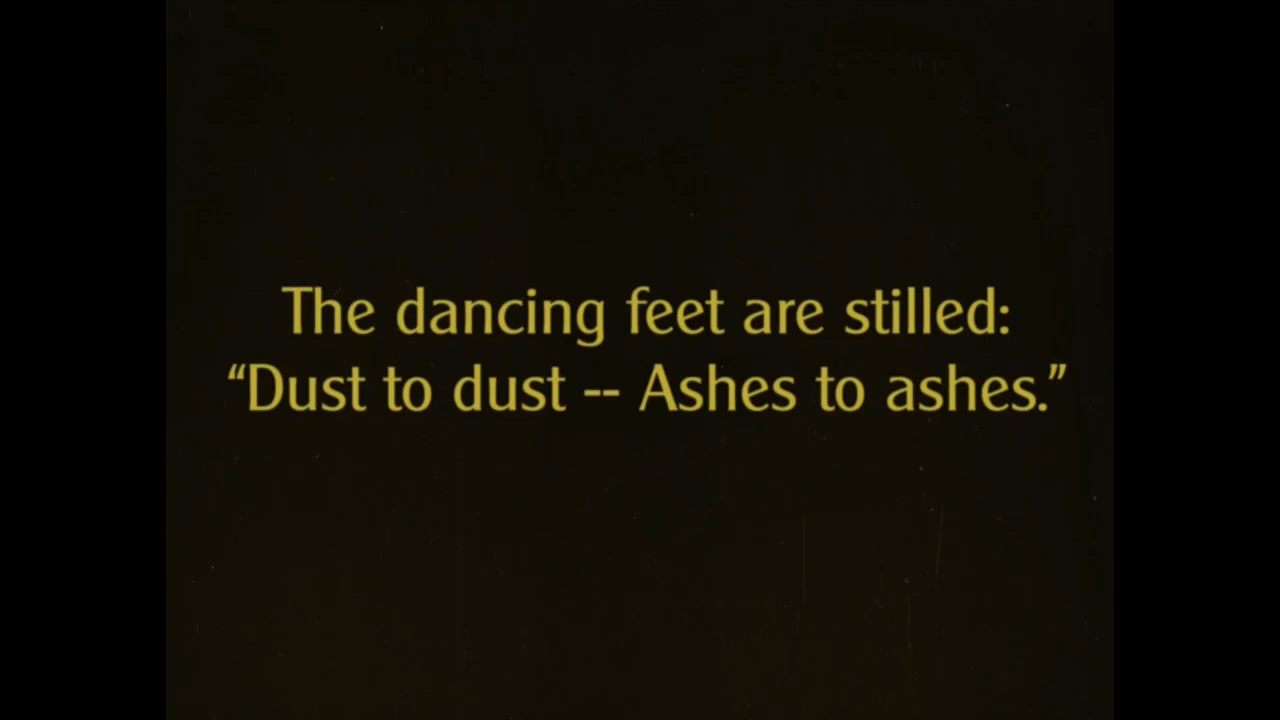 The dancing feet are stilled:
“Dust to dust -- Ashes to ashes.”